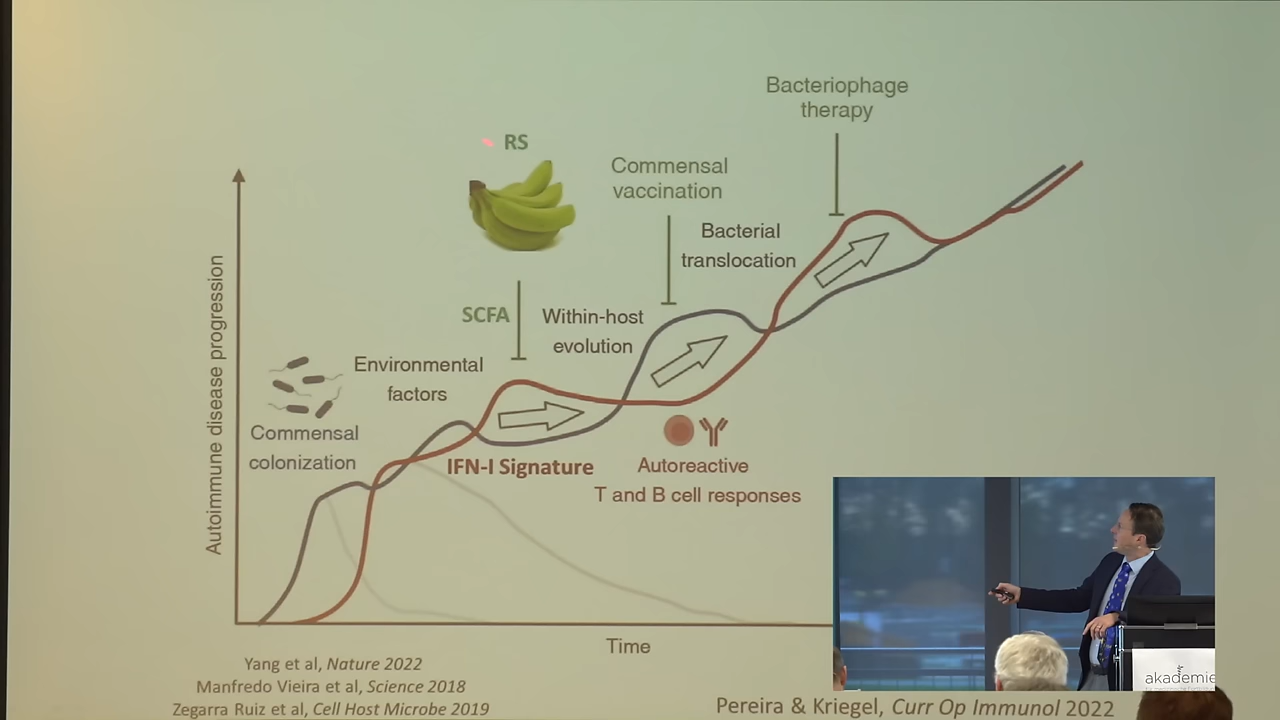 Bacteriophage
therapy
RS
Commensal
vaccination
Bacterial
translocation
SCFA
Within-host
evolution
Environmental
factors
Commensal
colonization
IFN-I Signature
Autoreactive
T and B cell responses
Autoimmune disease progression
Time
Yang et al, Nature 2022
Manfredo Vieira et al, Science 2018
Zegarra Ruiz et al, Cell Host Microbe 2019
Pereira & Kriegel, Curr Op Immunol 2022
akademie